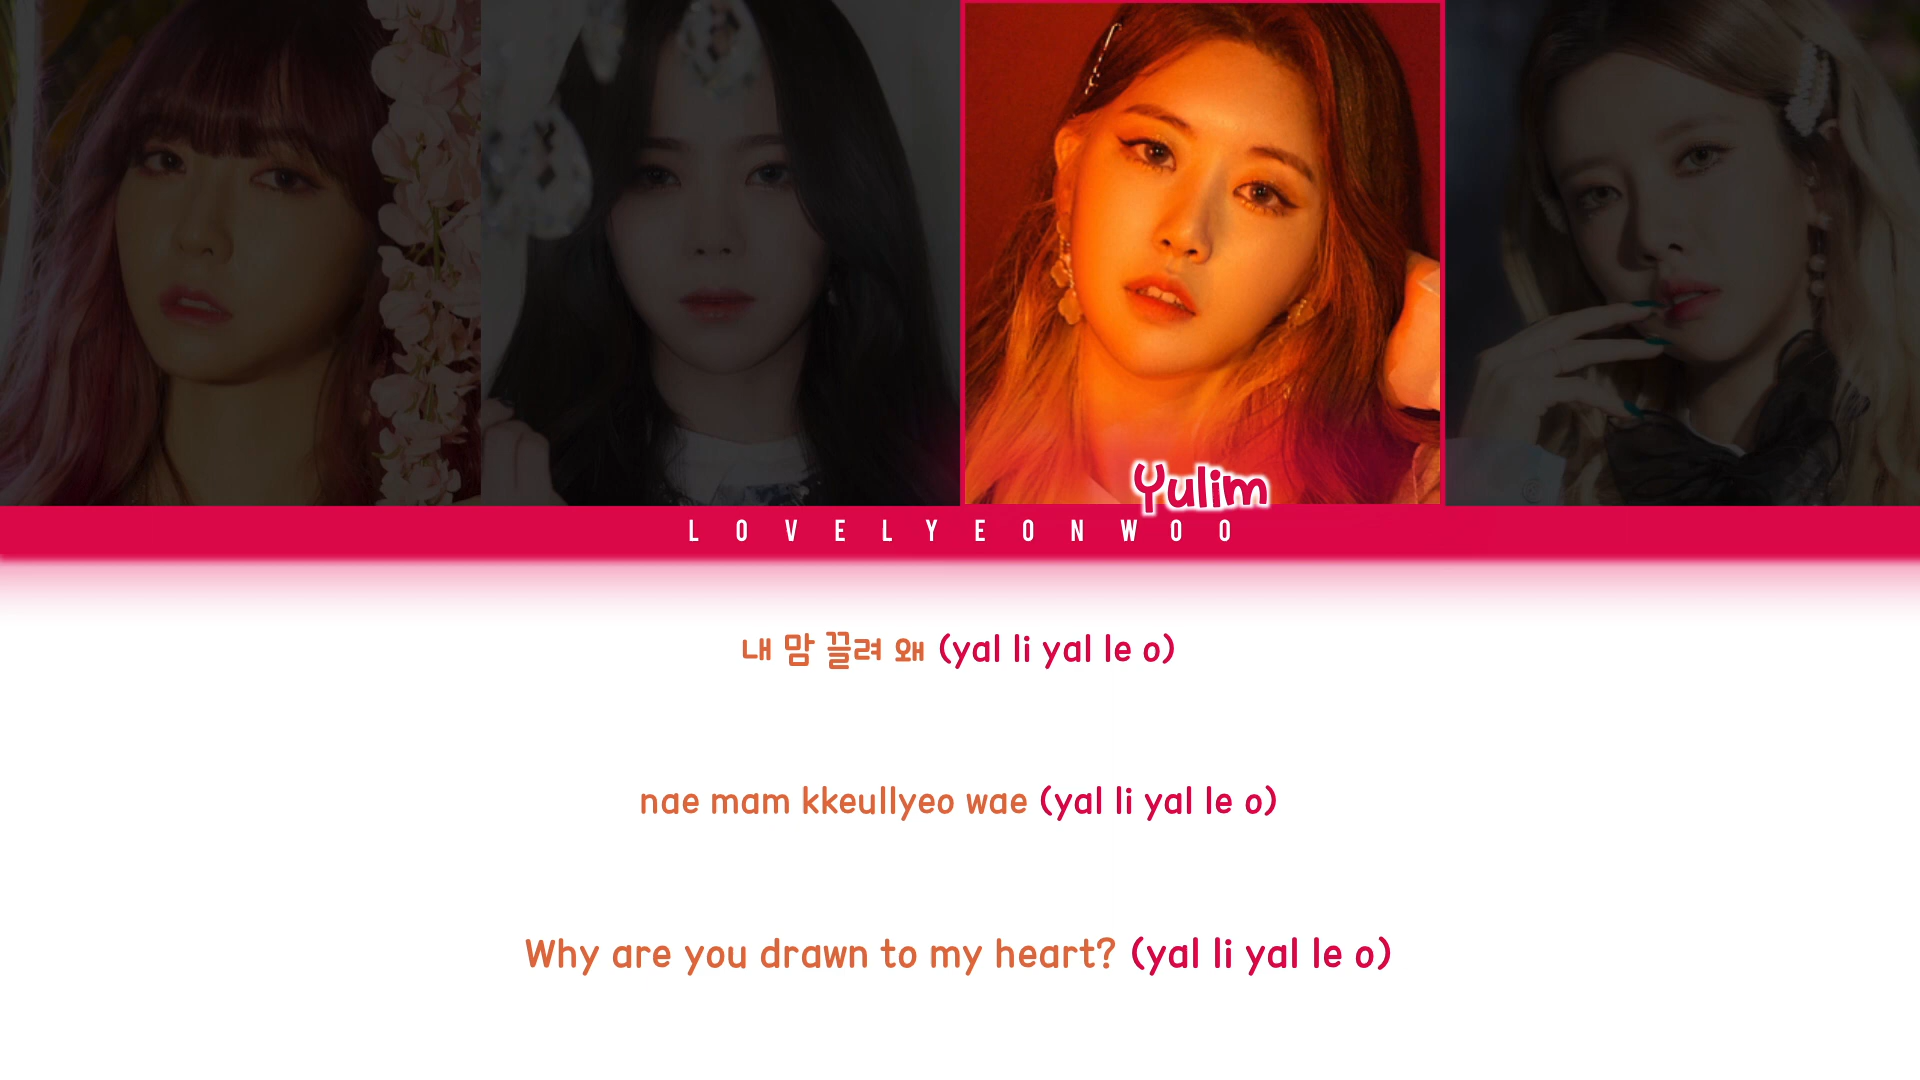 Yulim
LOVELYEONWOO
내 맘 끌려 왜 (yal li yal le o)
nae mam kkeullyeo wae (yal li yal le o)
Why are you drawn to my heart? (yal li yal le o)